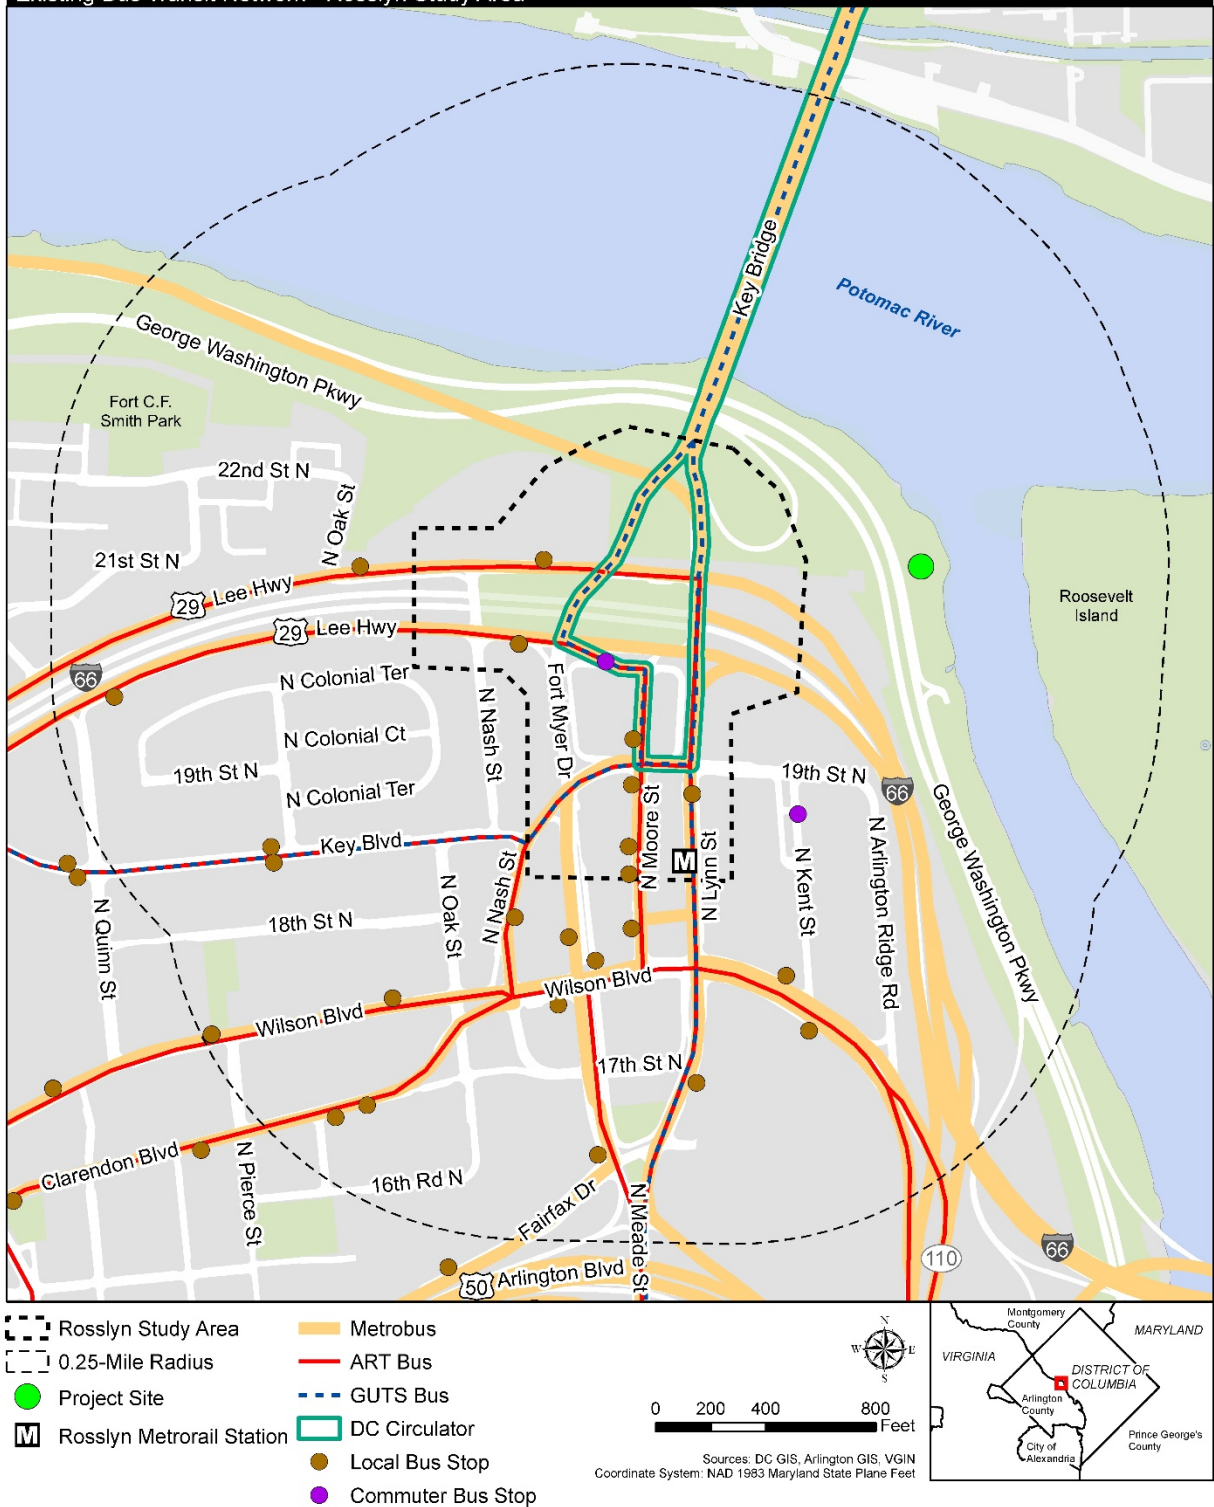 Existing Bus Transit Network - Rosslyn Study Area
Key Bridge
Potomac River
George Washington Pkwy
Fort C.F.
Smith Park
22nd St N
N Oak St
21st St N
Roosevelt
Island
29
Lee Hwy
29
Lee Hwy
66
N Colonial Ter
Fort Myer Dr
N Nash St
N Colonial Ct
19th St N
19th St N
66
N Colonial Ter
George Washington Pkwy
N Moore St
Key Blvd
M
N Lynn St
N Kent St
N Arlington Ridge Rd
N Quinn St
18th St N
N Oak St
N Nash St
Wilson Blvd
Wilson Blvd
17th St N
Clarendon Blvd
N Pierce St
16th Rd N
Fairfax Dr
N Meade St
110
66
50
Arlington Blvd
Rosslyn Study Area
0.25-Mile Radius
Project Site
M
Rosslyn Metrorail Station
Metrobus
ART Bus
GUTS Bus
DC Circulator
Local Bus Stop
Commuter Bus Stop
N
W
E
S
0 200 400 800
Feet
Sources: DC GIS, Arlington GIS, VGIN
Coordinate System: NAD 1983 Maryland State Plane Feet
Montgomery
County
MARYLAND
VIRGINIA
DISTRICT OF
COLUMBIA
Arlington
County
City of
Alexandria
Prince George's
County